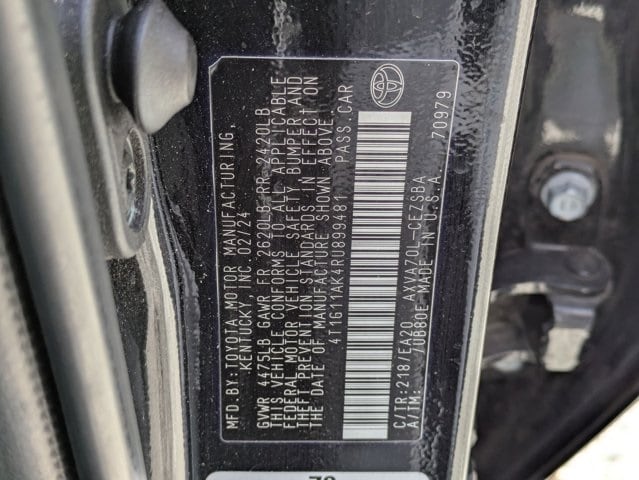 MFD BY: TOYOTA MOTOR MANUFACTURING,
KENTUCKY, INC. 02/24
GVWR 4475LB GAWR FR 2620LB RR 2420LB
THIS VEHICLE CONFORMS TO ALL APPLICABLE
FEDERAL MOTOR VEHICLE SAFETY BUMPER AND
THEFT PREVENTION STANDARDS IN EFFECT ON
THE DATE OF MANUFACTURE SHOWN ABOVE.
4T1G11AK4RU899481 PASS. CAR
C/TR: 218/EA20 AXVA70L-CEZSBA
A/TM: /UB80E MADE IN U.S.A. 70979